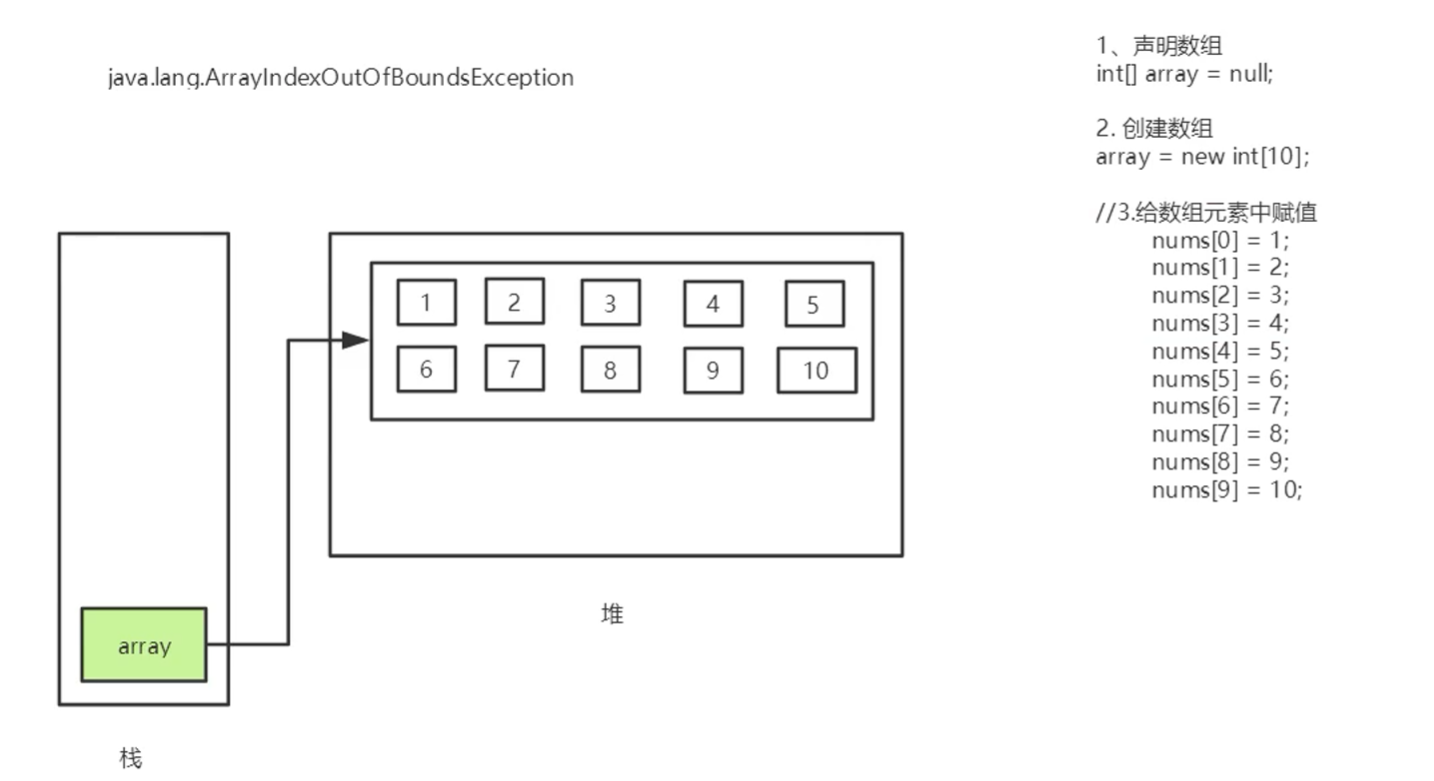 java.lang.ArrayIndexOutOfBoundsException
1、声明数组
int[] array = null;
2. 创建数组
array = new int[10];
//3.给数组元素中赋值
nums[0] = 1;
nums[1] = 2;
nums[2] = 3;
nums[3] = 4;
nums[4] = 5;
nums[5] = 6;
nums[6] = 7;
nums[7] = 8;
nums[8] = 9;
nums[9] = 10;
1 2 3 4 5
6 7 8 9 10
堆
array
栈